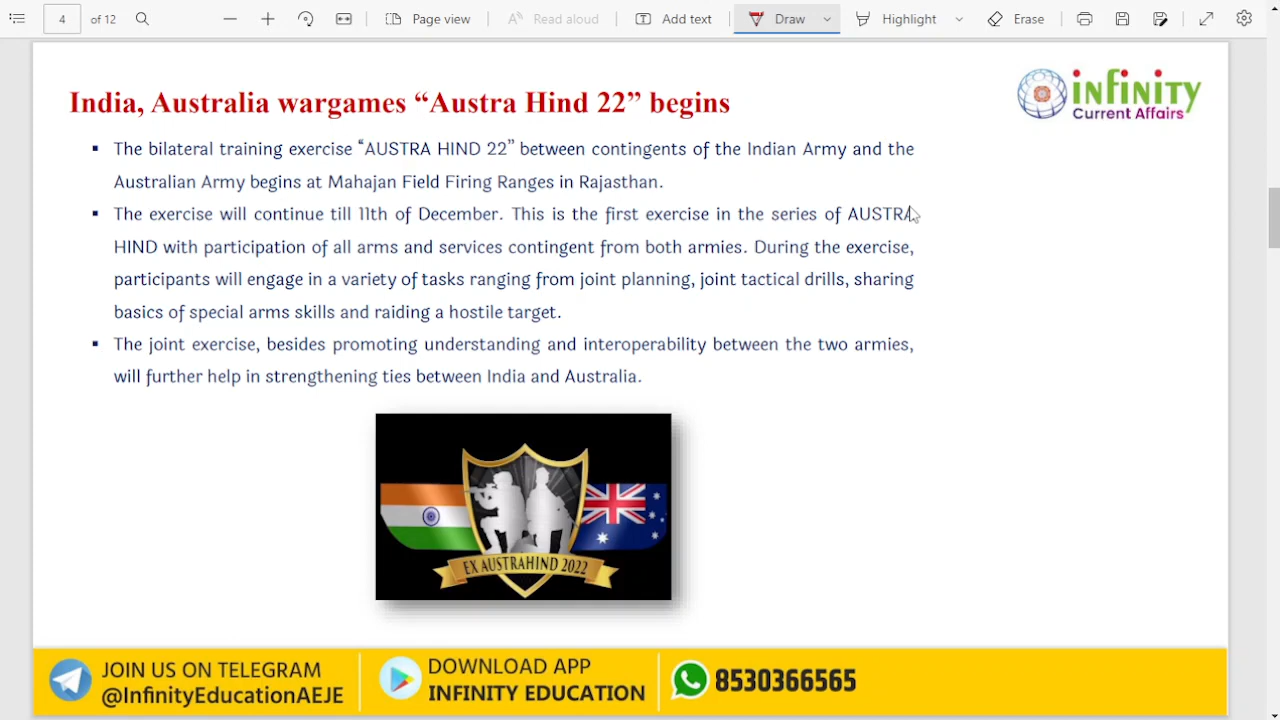 4 of 12 Page view Read aloud Add text Draw Highlight Erase
India, Australia wargames “Austra Hind 22” begins
infinity
Current Affairs
▪ The bilateral training exercise “AUSTRA HIND 22” between contingents of the Indian Army and the
Australian Army begins at Mahajan Field Firing Ranges in Rajasthan.
▪ The exercise will continue till 11th of December. This is the first exercise in the series of AUSTRA
HIND with participation of all arms and services contingent from both armies. During the exercise,
participants will engage in a variety of tasks ranging from joint planning, joint tactical drills, sharing
basics of special arms skills and raiding a hostile target.
▪ The joint exercise, besides promoting understanding and interoperability between the two armies,
will further help in strengthening ties between India and Australia.
EX AUSTRAHIND 2022
JOIN US ON TELEGRAM
@InfinityEducationAEJE
DOWNLOAD APP
INFINITY EDUCATION
8530366565